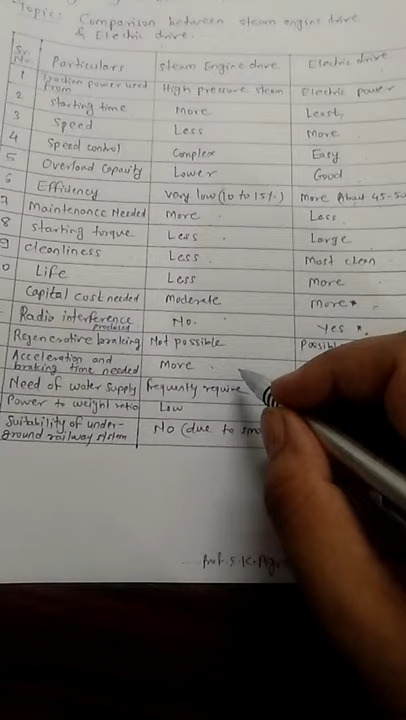 Topic: Comparison between steam engine drive
& Electric drive.
Sr. No. Particulars Steam Engine drive Electric drive
1 Traction power used From High pressure steam Electric power
2 Starting time More Least
3 Speed Less More
4 Speed control Complex Easy
5 Overload Capacity Lower Good
6 Efficiency Very low (10 to 15%) More About 45-50
7 Maintenance Needed More Less
8 Starting torque Less Large
9 Cleanliness Less Most clean
0 Life Less More
Capital cost needed Moderate More
Radio interference produced No. Yes
Regenerative braking Not possible
Acceleration and braking time needed More
Need of water supply Frequently require
Power to weight ratio Low
Suitability of under-ground railway system No (due to smo
Prof. S. K.